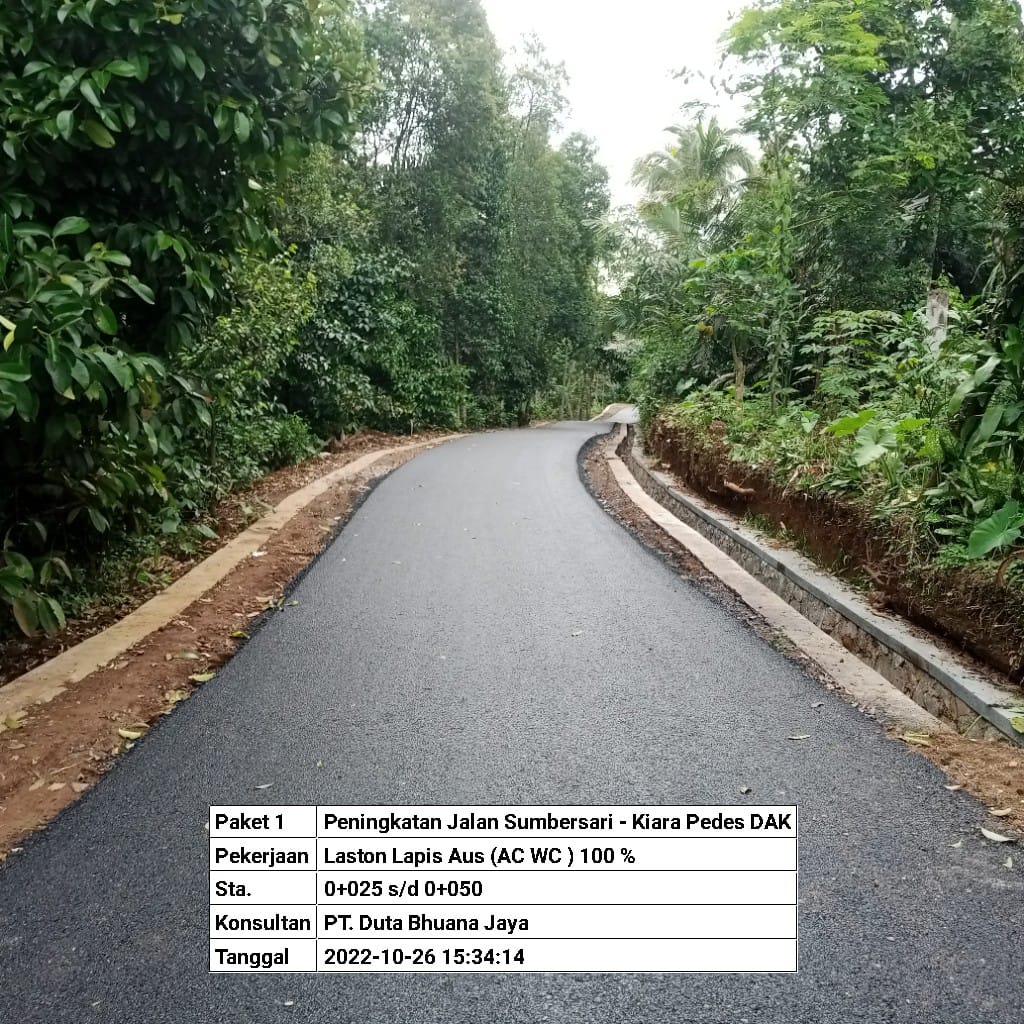 Paket 1 Peningkatan Jalan Sumbersari - Kiara Pedes DAK
Pekerjaan Laston Lapis Aus (AC WC ) 100 %
Sta. 0+025 s/d 0+050
Konsultan PT. Duta Bhuana Jaya
Tanggal 2022-10-26 15:34:14